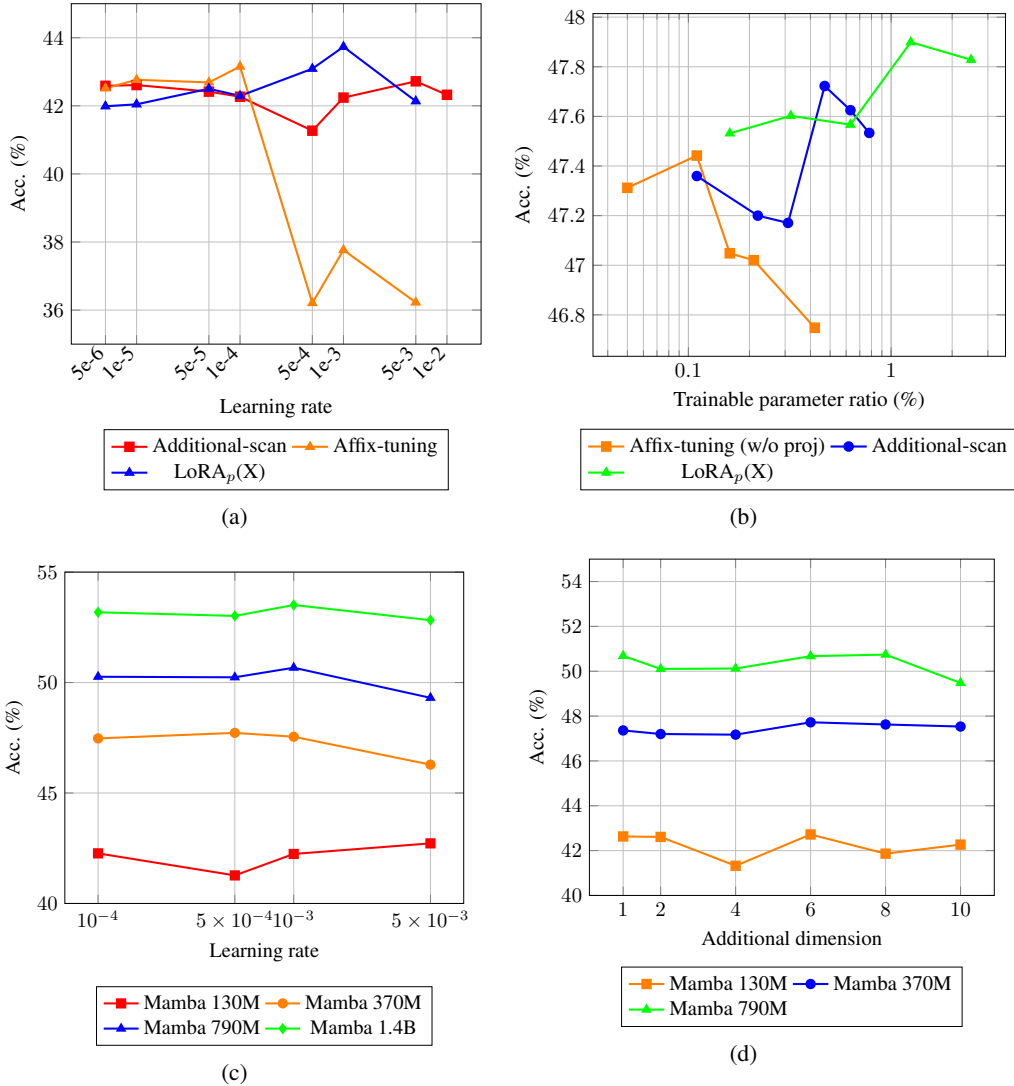 44
42
40
38
36
Acc. (%)
5e-6
1e-5
5e-5
1e-4
5e-4
1e-3
5e-3
1e-2
Learning rate
Additional-scan
Affix-tuning
LoRAₚ(X)
(a)
48
47.8
47.6
47.4
47.2
47
46.8
Acc. (%)
0.1
1
Trainable parameter ratio (%)
Affix-tuning (w/o proj)
Additional-scan
LoRAₚ(X)
(b)
55
50
45
40
Acc. (%)
10⁻⁴
5 × 10⁻⁴
10⁻³
5 × 10⁻³
Learning rate
Mamba 130M
Mamba 370M
Mamba 790M
Mamba 1.4B
(c)
54
52
50
48
46
44
42
40
Acc. (%)
1
2
4
6
8
10
Additional dimension
Mamba 130M
Mamba 370M
Mamba 790M
(d)